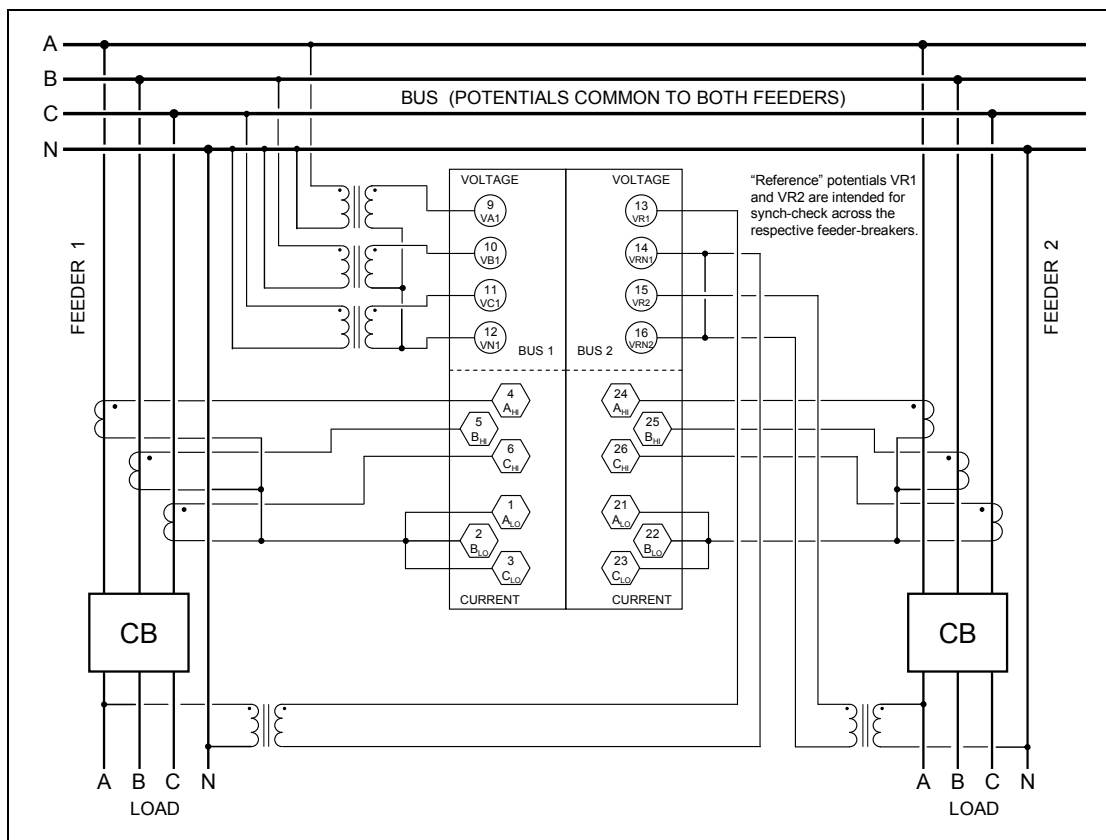 A
B
BUS (POTENTIALS COMMON TO BOTH FEEDERS)
C
N
VOLTAGE
VOLTAGE
"Reference" potentials VR1
and VR2 are intended for
synch-check across the
respective feeder-breakers.
9
VA1
13
VR1
10
VB1
14
VRN1
11
VC1
15
VR2
12
VN1
16
VRN2
BUS 1
BUS 2
FEEDER 1
FEEDER 2
4
AHI
24
AHI
5
BHI
25
BHI
6
CHI
26
CHI
1
ALO
21
ALO
2
BLO
22
BLO
3
CLO
23
CLO
CURRENT
CURRENT
CB
CB
A B C N
A B C N
LOAD
LOAD